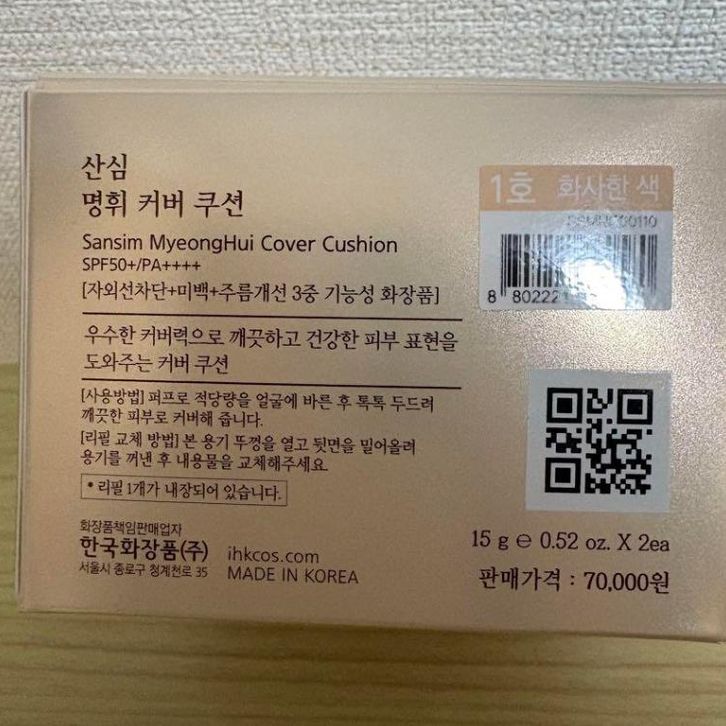 산심
명휘 커버 쿠션
Sansim MyeongHui Cover Cushion
SPF50+/PA++++
[자외선차단+미백+주름개선 3중 기능성 화장품]
우수한 커버력으로 깨끗하고 건강한 피부 표현을
도와주는 커버 쿠션
[사용방법] 퍼프로 적당량을 얼굴에 바른 후 톡톡 두드려
깨끗한 피부로 커버해 줍니다.
[리필 교체 방법] 본 용기 뚜껑을 열고 뒷면을 밀어올려
용기를 꺼낸 후 내용물을 교체해주세요.
* 리필 1개가 내장되어 있습니다.
화장품책임판매업자
한국화장품(주)
서울시 종로구 청계천로 35
ihkcos.com
MADE IN KOREA
1호 화사한 색
8 80222
15 g ℮ 0.52 oz. X 2ea
판매가격 : 70,000원